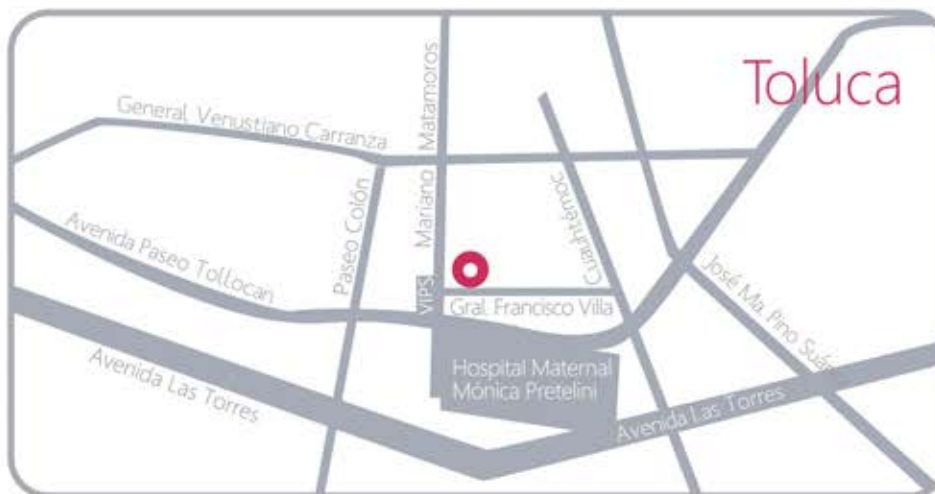 Toluca
General Venustiano Carranza
Mariano Matamoros
Paseo Colón
Cuauhtémoc
Avenida Paseo Tollocan
VIPS
Gral. Francisco Villa
José Ma. Pino Suár
Hospital Maternal
Mónica Pretelini
Avenida Las Torres
Avenida Las Torres